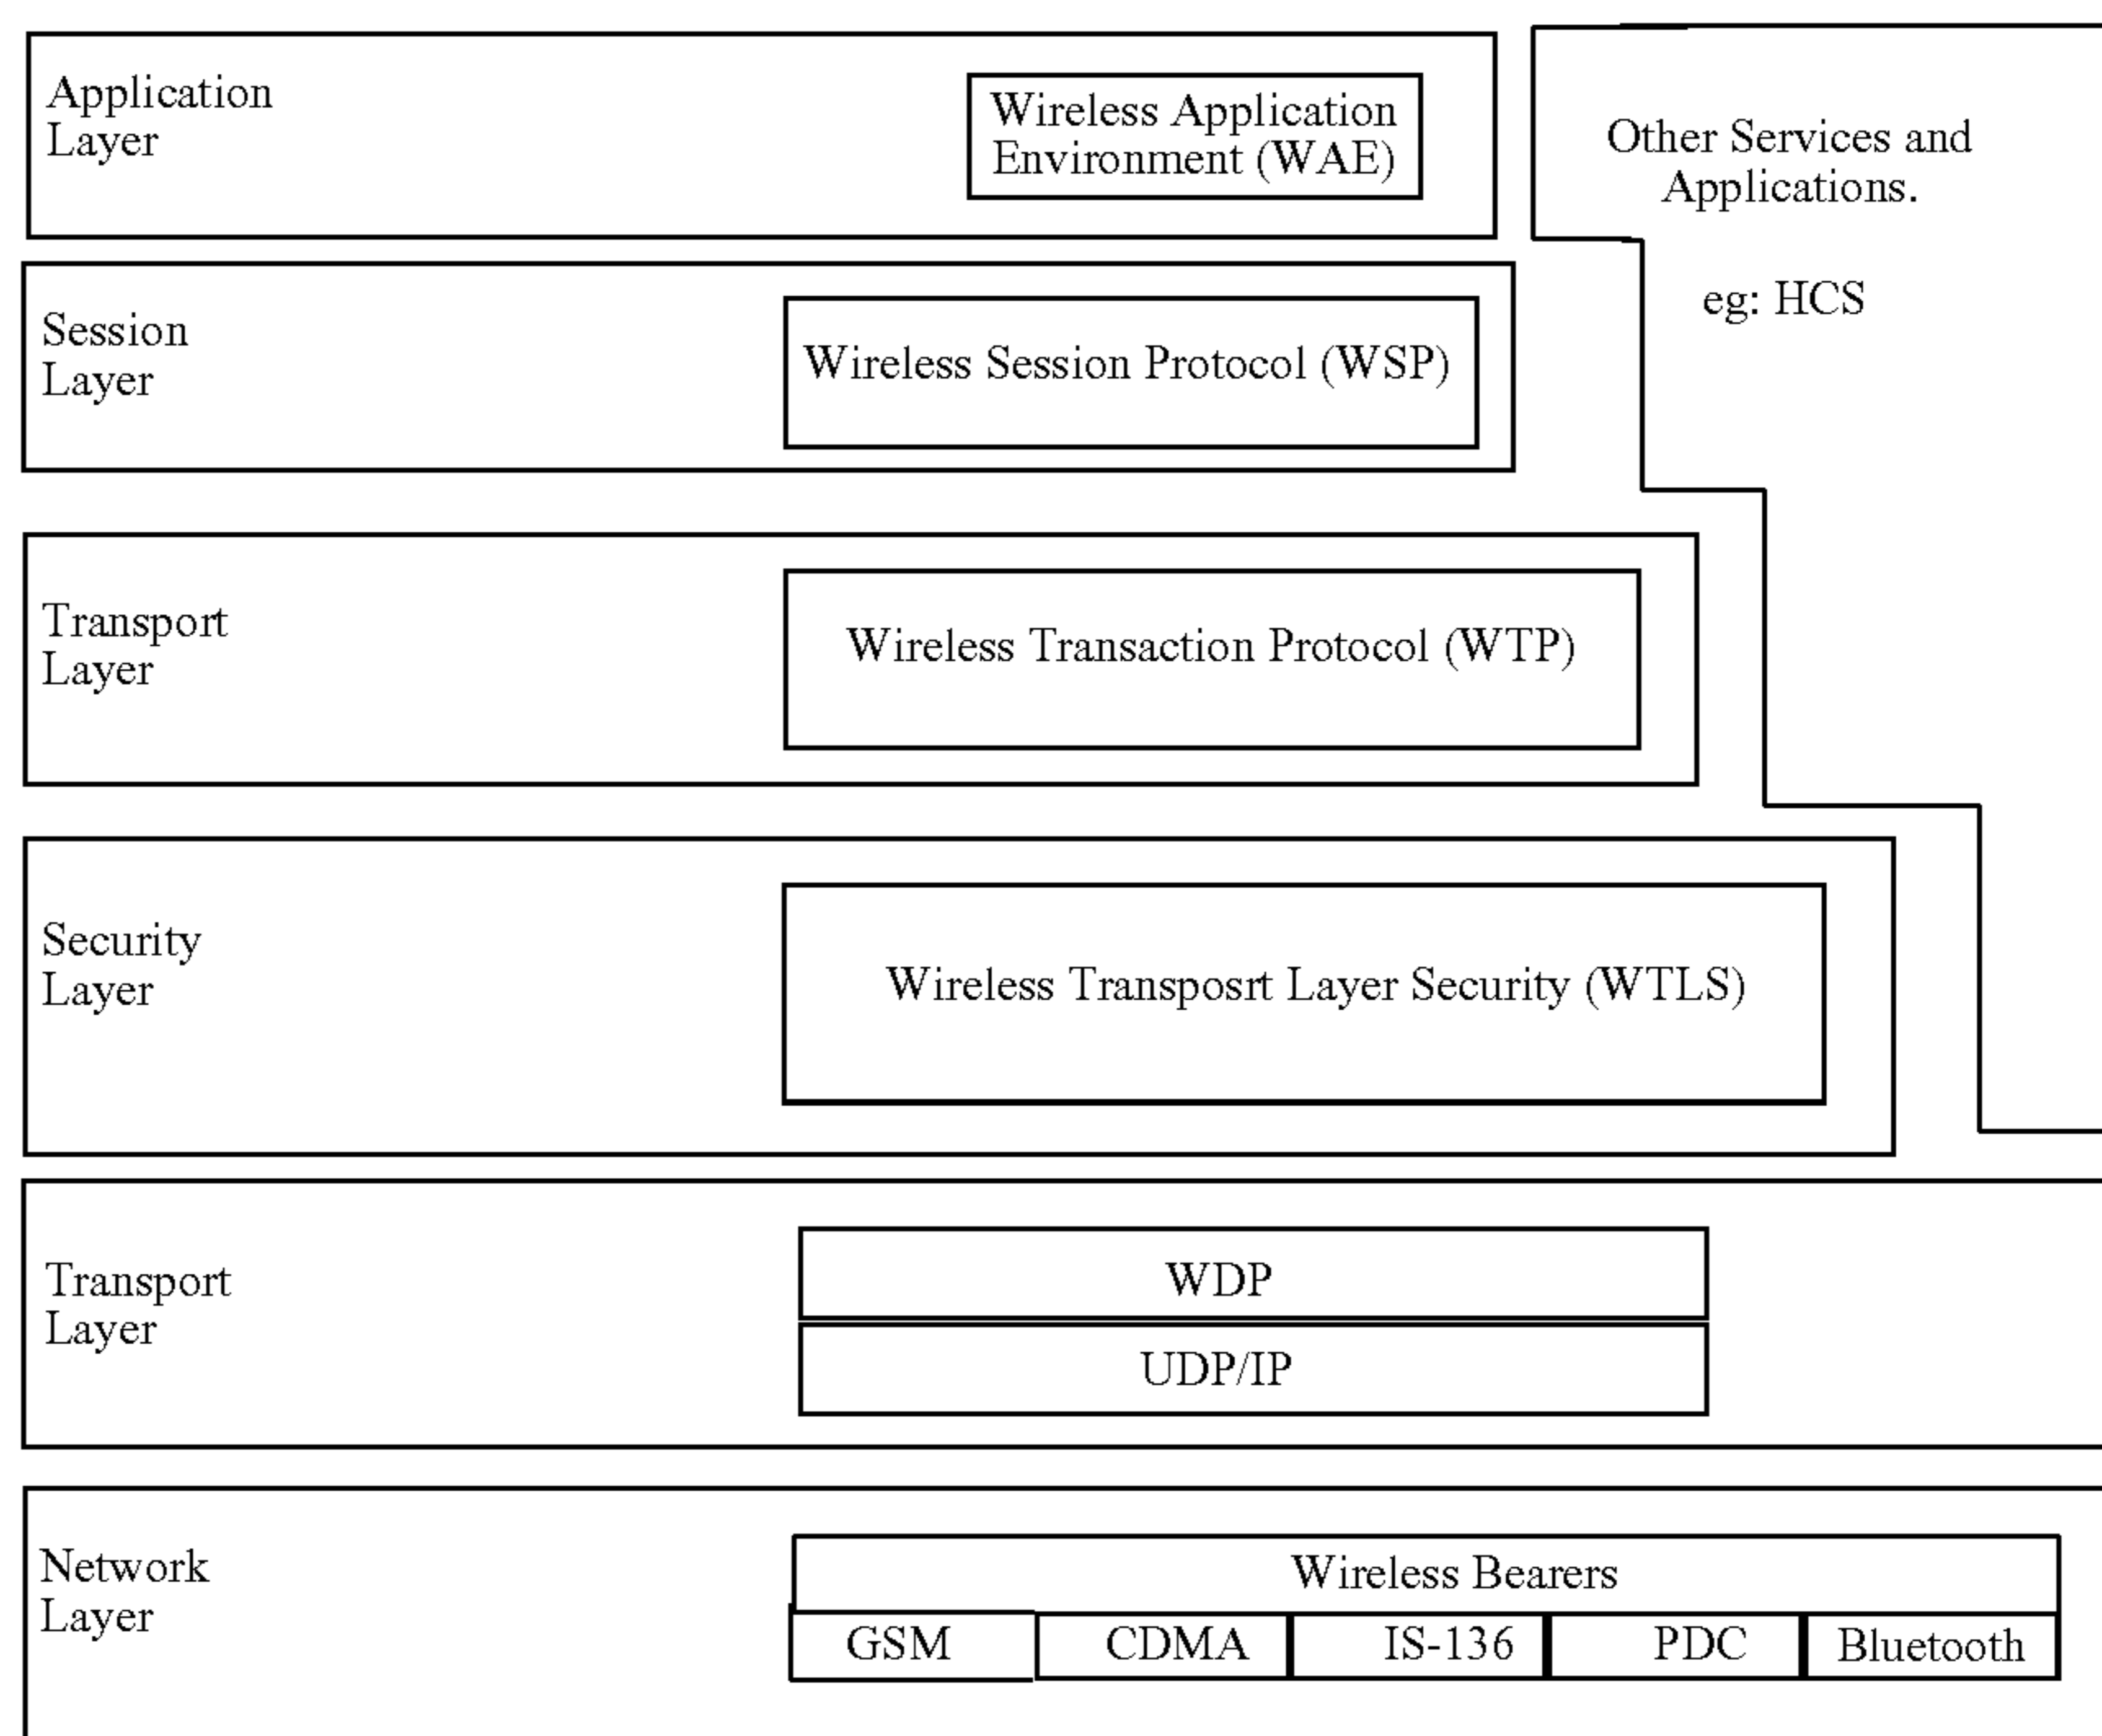 Application
Layer
Wireless Application
Environment (WAE)
Other Services and
Applications.
eg: HCS
Session
Layer
Wireless Session Protocol (WSP)
Transport
Layer
Wireless Transaction Protocol (WTP)
Security
Layer
Wireless Transposrt Layer Security (WTLS)
Transport
Layer
WDP
UDP/IP
Network
Layer
Wireless Bearers
GSM CDMA IS-136 PDC Bluetooth